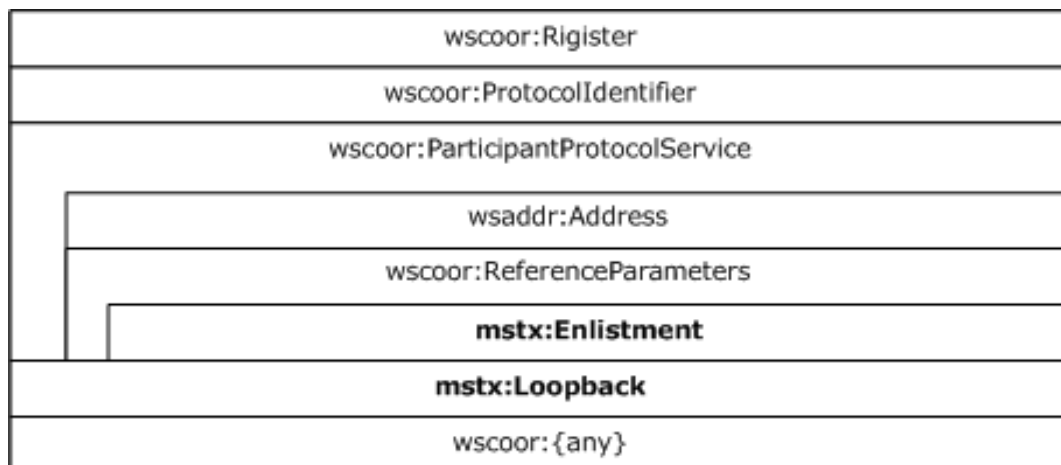 wscoor:Rigister
wscoor:ProtocolIdentifier
wscoor:ParticipantProtocolService
wsaddr:Address
wscoor:ReferenceParameters
mstx:Enlistment
mstx:Loopback
wscoor:{any}